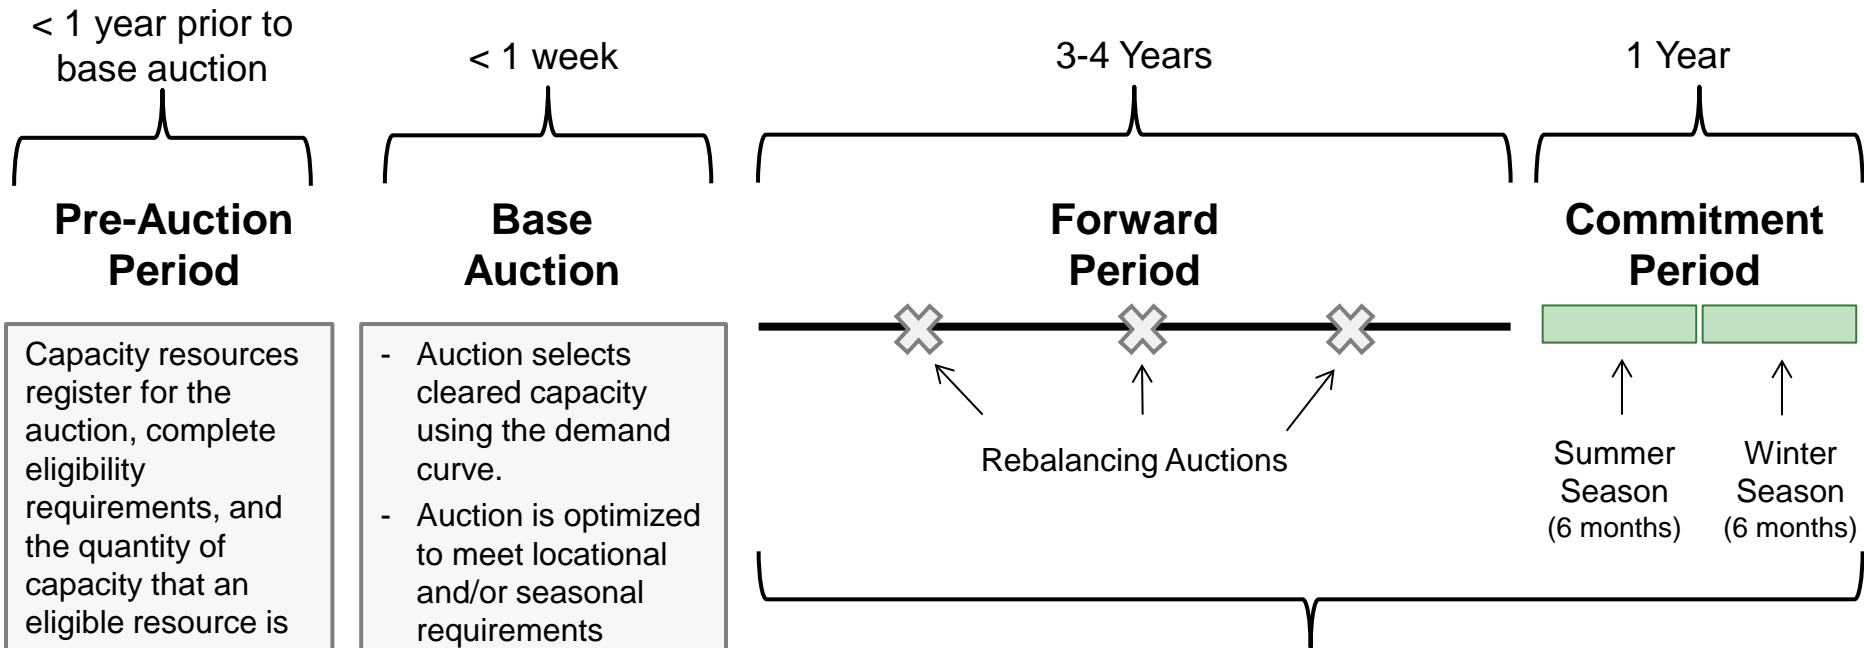 < 1 year prior to
base auction
< 1 week
3-4 Years
1 Year
Pre-Auction
Period
Base
Auction
Forward
Period
Commitment
Period
Capacity resources
register for the
auction, complete
eligibility
requirements, and
the quantity of
capacity that an
eligible resource is
- Auction selects
cleared capacity
using the demand
curve.
- Auction is optimized
to meet locational
and/or seasonal
requirements
Rebalancing Auctions
Summer
Season
(6 months)
Winter
Season
(6 months)